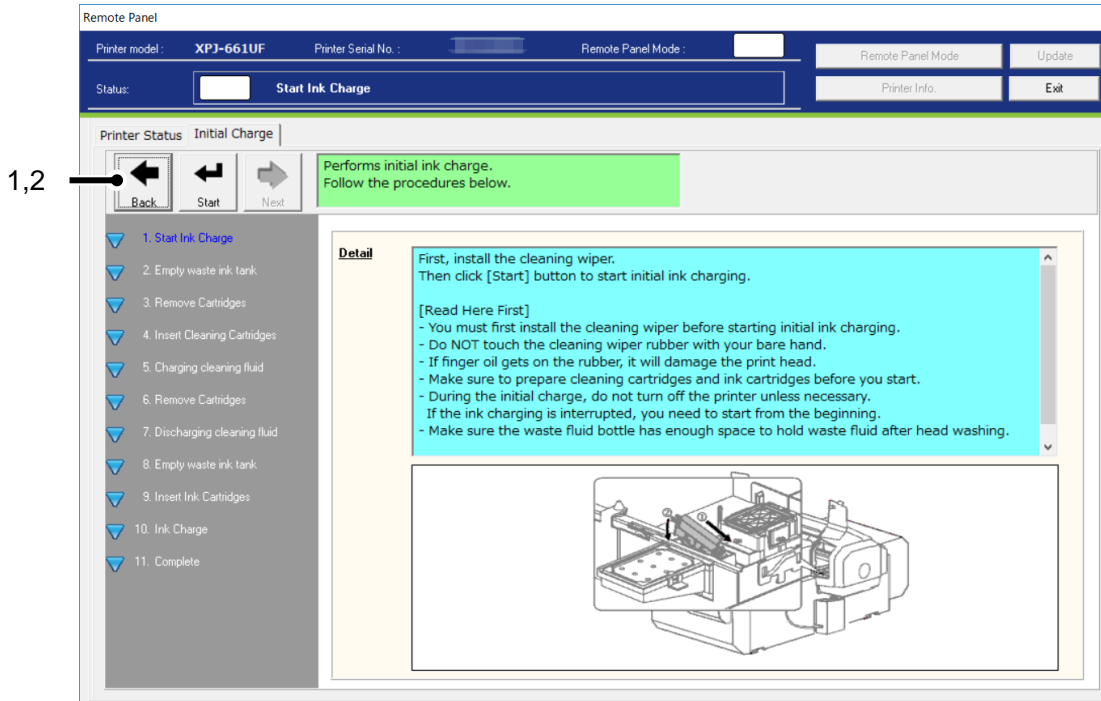 Remote Panel
Printer model : XPJ-661UF Printer Serial No. : Remote Panel Mode :
Remote Panel Mode Update
Status: Start Ink Charge
Printer Info. Exit
Printer Status Initial Charge
1,2
Back Start Next
Performs initial ink charge.
Follow the procedures below.
1. Start Ink Charge
2. Empty waste ink tank
3. Remove Cartridges
4. Insert Cleaning Cartridges
5. Charging cleaning fluid
6. Remove Cartridges
7. Discharging cleaning fluid
8. Empty waste ink tank
9. Insert Ink Cartridges
10. Ink Charge
11. Complete
Detail
First, install the cleaning wiper.
Then click [Start] button to start initial ink charging.
[Read Here First]
- You must first install the cleaning wiper before starting initial ink charging.
- Do NOT touch the cleaning wiper rubber with your bare hand.
- If finger oil gets on the rubber, it will damage the print head.
- Make sure to prepare cleaning cartridges and ink cartridges before you start.
- During the initial charge, do not turn off the printer unless necessary.
If the ink charging is interrupted, you need to start from the beginning.
- Make sure the waste fluid bottle has enough space to hold waste fluid after head washing.